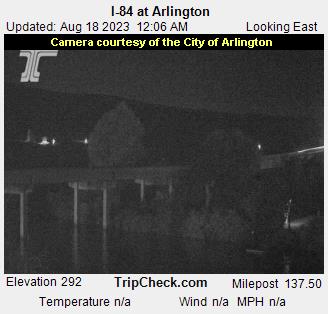 I-84 at Arlington
Updated: Aug 18 2023 12:06 AM Looking East
Camera courtesy of the City of Arlington
Elevation 292 TripCheck.com Milepost 137.50
Temperature n/a Wind n/a MPH n/a